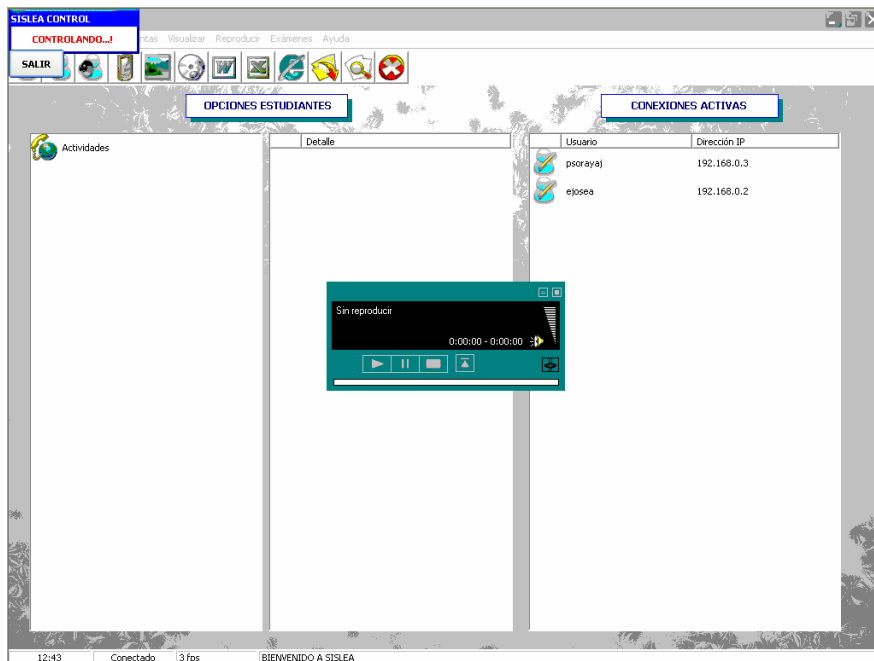 SISLEA CONTROL
CONTROLANDO...!
Visualizar Reproducir Exámenes Ayuda
SALIR
OPCIONES ESTUDIANTES
CONEXIONES ACTIVAS
Actividades
Detalle
Usuario Dirección IP
psorayaj 192.168.0.3
ejosea 192.168.0.2
Sin reproducir
0:00:00 - 0:00:00
12:43 Conectado 3 fps BIENVENIDO A SISLEA